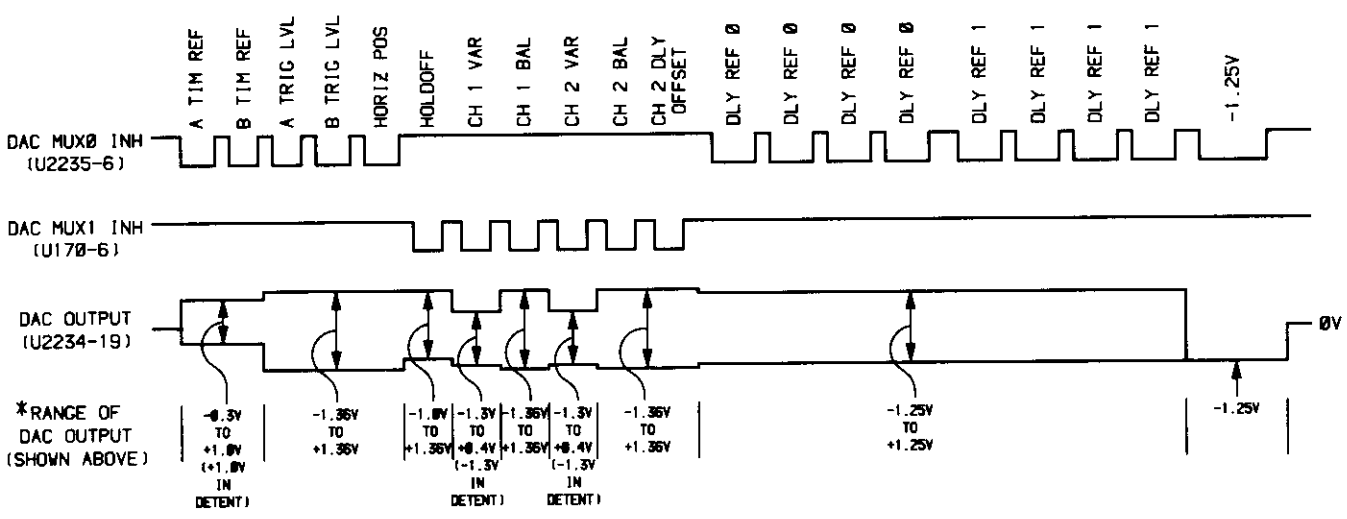 A TIM REF
B TIM REF
A TRIG LVL
B TRIG LVL
HORIZ POS
HOLDOFF
CH 1 VAR
CH 1 BAL
CH 2 VAR
CH 2 BAL
CH 2 DLY
OFFSET
DLY REF 0
DLY REF 0
DLY REF 0
DLY REF 0
DLY REF 1
DLY REF 1
DLY REF 1
DLY REF 1
-1.25V
DAC MUX0 INH
(U2235-6)
DAC MUX1 INH
(U170-6)
DAC OUTPUT
(U2234-19)
0V
*RANGE OF
DAC OUTPUT
(SHOWN ABOVE)
-0.3V
TO
+1.0V
(+1.0V
IN
DETENT)
-1.36V
TO
+1.36V
-1.0V
TO
+1.36V
-1.3V
TO
+0.4V
(-1.3V
IN
DETENT)
-1.36V
TO
+1.36V
-1.3V
TO
+0.4V
(-1.3V
IN
DETENT)
-1.36V
TO
+1.36V
-1.25V
TO
+1.25V
-1.25V